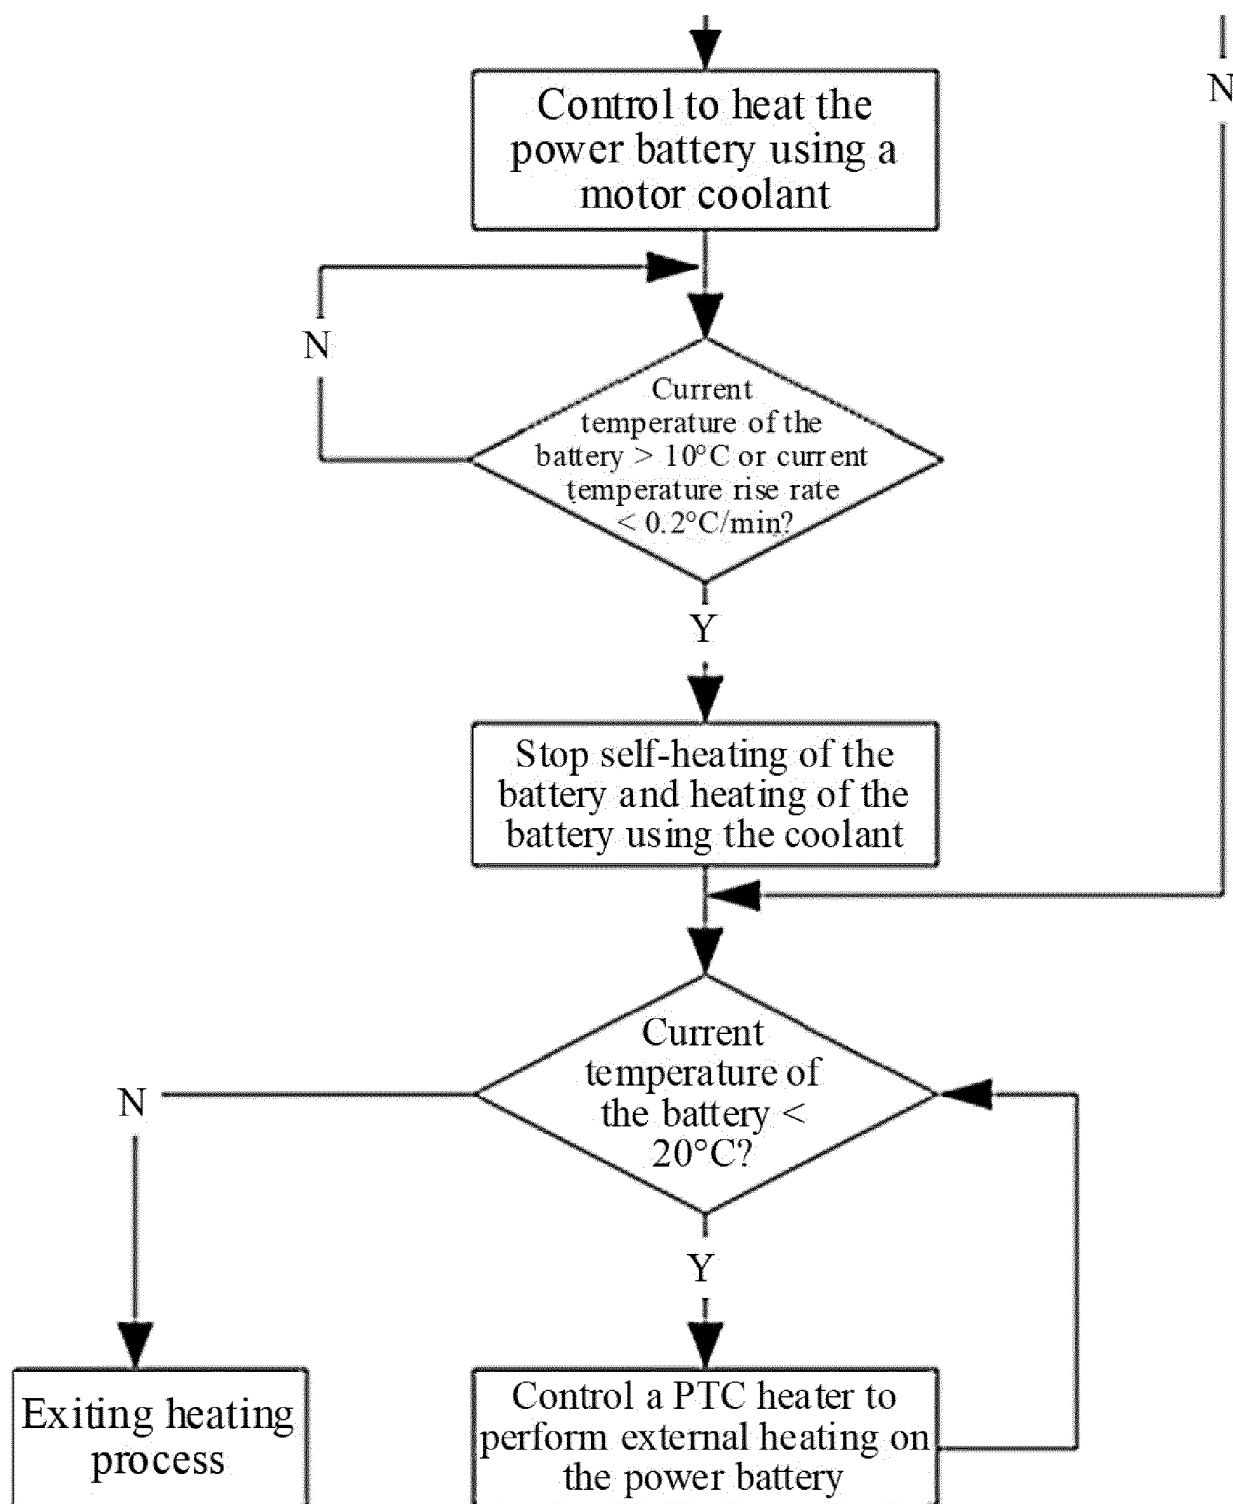 N
Control to heat the
power battery using a
motor coolant
N
Current
temperature of the
battery > 10°C or current
temperature rise rate
< 0.2°C/min?
Y
Stop self-heating of the
battery and heating of the
battery using the coolant
Current
temperature of
the battery <
20°C?
N
Y
Exiting heating
process
Control a PTC heater to
perform external heating on
the power battery